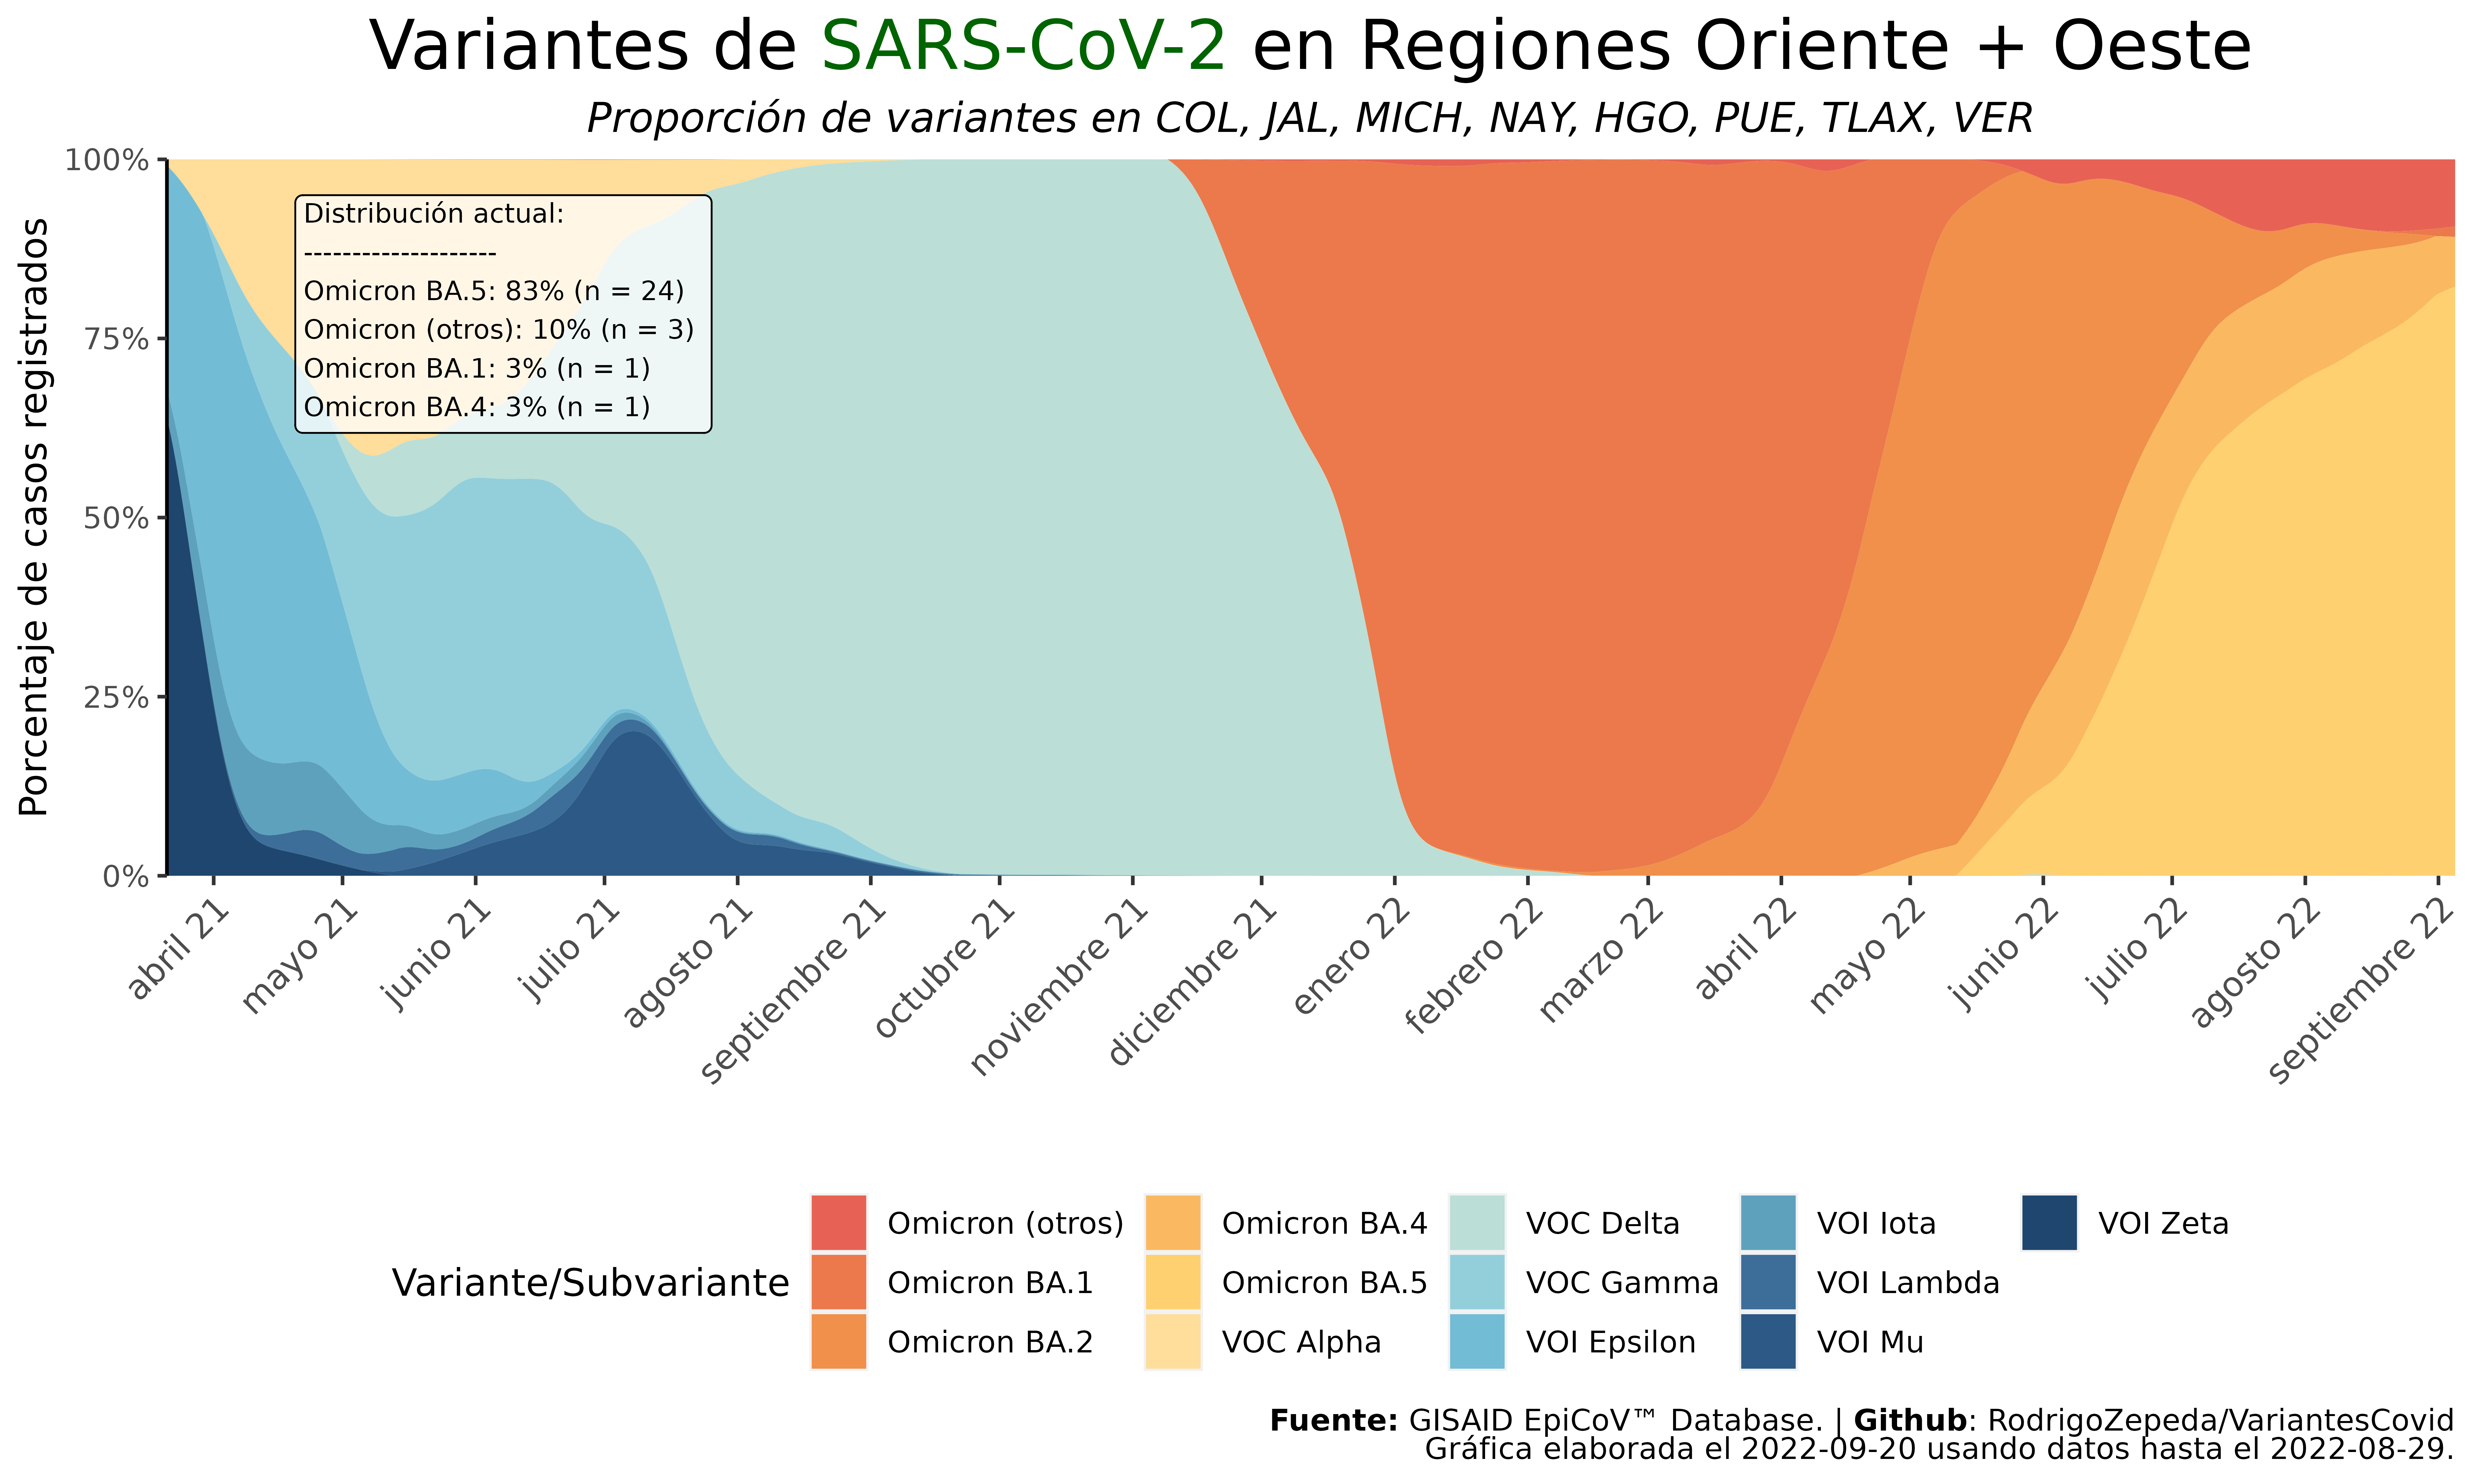 Variantes de SARS-CoV-2 en Regiones Oriente + Oeste
Proporción de variantes en COL, JAL, MICH, NAY, HGO, PUE, TLAX, VER
Porcentaje de casos registrados
100%
75%
50%
25%
0%
Distribución actual:
--------------------
Omicron BA.5: 83% (n = 24)
Omicron (otros): 10% (n = 3)
Omicron BA.1: 3% (n = 1)
Omicron BA.4: 3% (n = 1)
abril 21
mayo 21
junio 21
julio 21
agosto 21
septiembre 21
octubre 21
noviembre 21
diciembre 21
enero 22
febrero 22
marzo 22
abril 22
mayo 22
junio 22
julio 22
agosto 22
septiembre 22
Variante/Subvariante
Omicron (otros)
Omicron BA.1
Omicron BA.2
Omicron BA.4
Omicron BA.5
VOC Alpha
VOC Delta
VOC Gamma
VOI Epsilon
VOI Iota
VOI Lambda
VOI Mu
VOI Zeta
Fuente: GISAID EpiCoV™ Database. | Github: RodrigoZepeda/VariantesCovid
Gráfica elaborada el 2022-09-20 usando datos hasta el 2022-08-29.